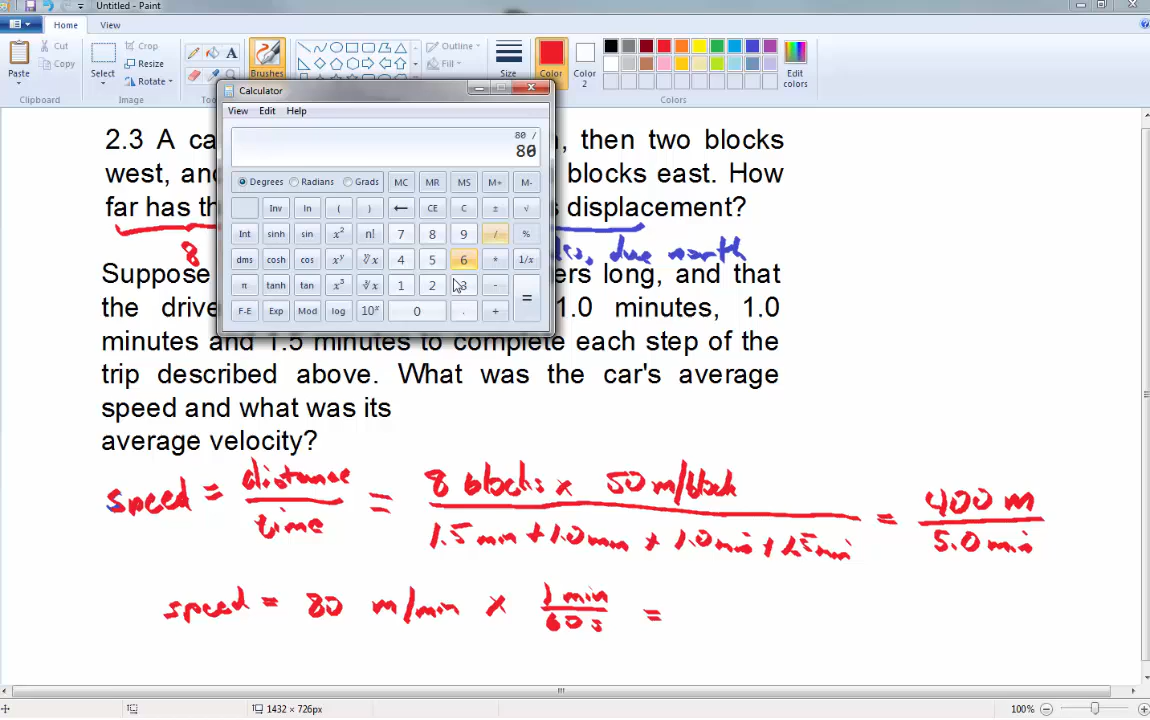 Untitled - Paint
Home View
Paste
Cut
Copy
Clipboard
Select
Crop
Rotate
Image
Brushes
Outline
Fill
Size
Color
Color 2
Edit colors
Colors
Calculator
View Edit Help
80 /
Degrees Radians Grads MC MR MS M+ M-
Inv ln ( ) ← CE C ± √
Int sinh sin x² n! 7 8 9 / %
dms cosh cos xʸ ʸ√x 4 5 6 * 1/x
π tanh tan x³ ³√x 1 2 3 - =
F-E Exp Mod log 10ˣ 0 . +
2.3 A ca , then two blocks
west, and blocks east. How
far has th displacement?
8 due north
Suppose ers long, and that
the drive 1.0 minutes, 1.0
minutes and 1.5 minutes to complete each step of the
trip described above. What was the car's average
speed and what was its
average velocity?
speed = distance / time = 8 blocks x 50 m/block / 1.5 min + 1.0 min + 1.0 min + 1.5 min = 400 m / 5.0 min
speed = 80 m/min x 1 min / 60 s =
1432 × 726px
100%